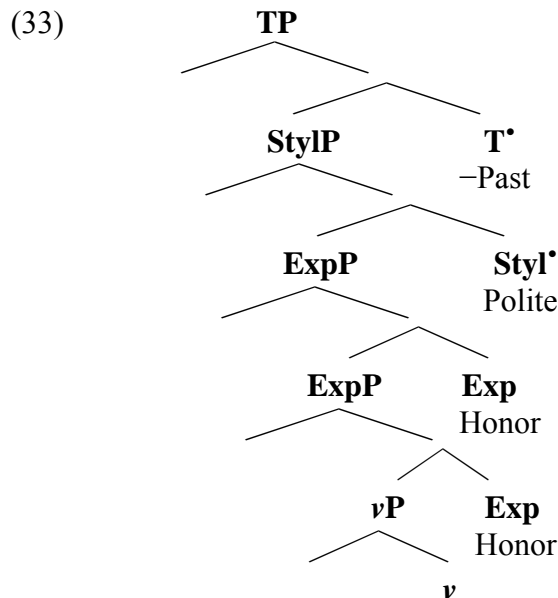 (33) TP
StylP T•
−Past
ExpP Styl•
Polite
ExpP Exp
Honor
vP Exp
Honor
v